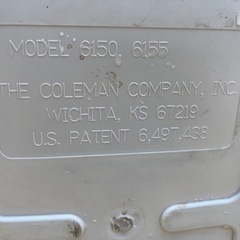 MODEL 6150, 6155
THE COLEMAN COMPANY, INC.
WICHITA, KS 67219
U.S. PATENT 6,497,433